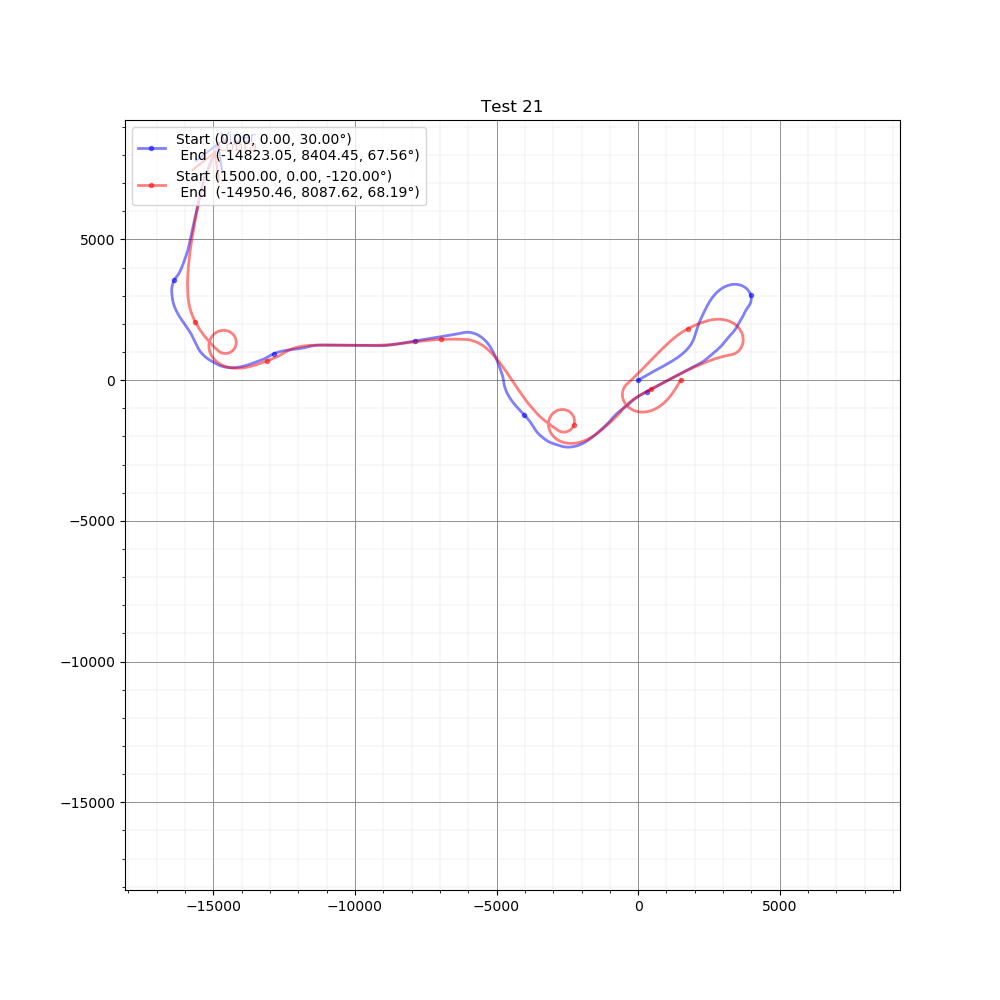 Test 21
Start (0.00, 0.00, 30.00°)
End  (-14823.05, 8404.45, 67.56°)
Start (1500.00, 0.00, -120.00°)
End  (-14950.46, 8087.62, 68.19°)
5000
0
−5000
−10000
−15000
−15000
−10000
−5000
0
5000